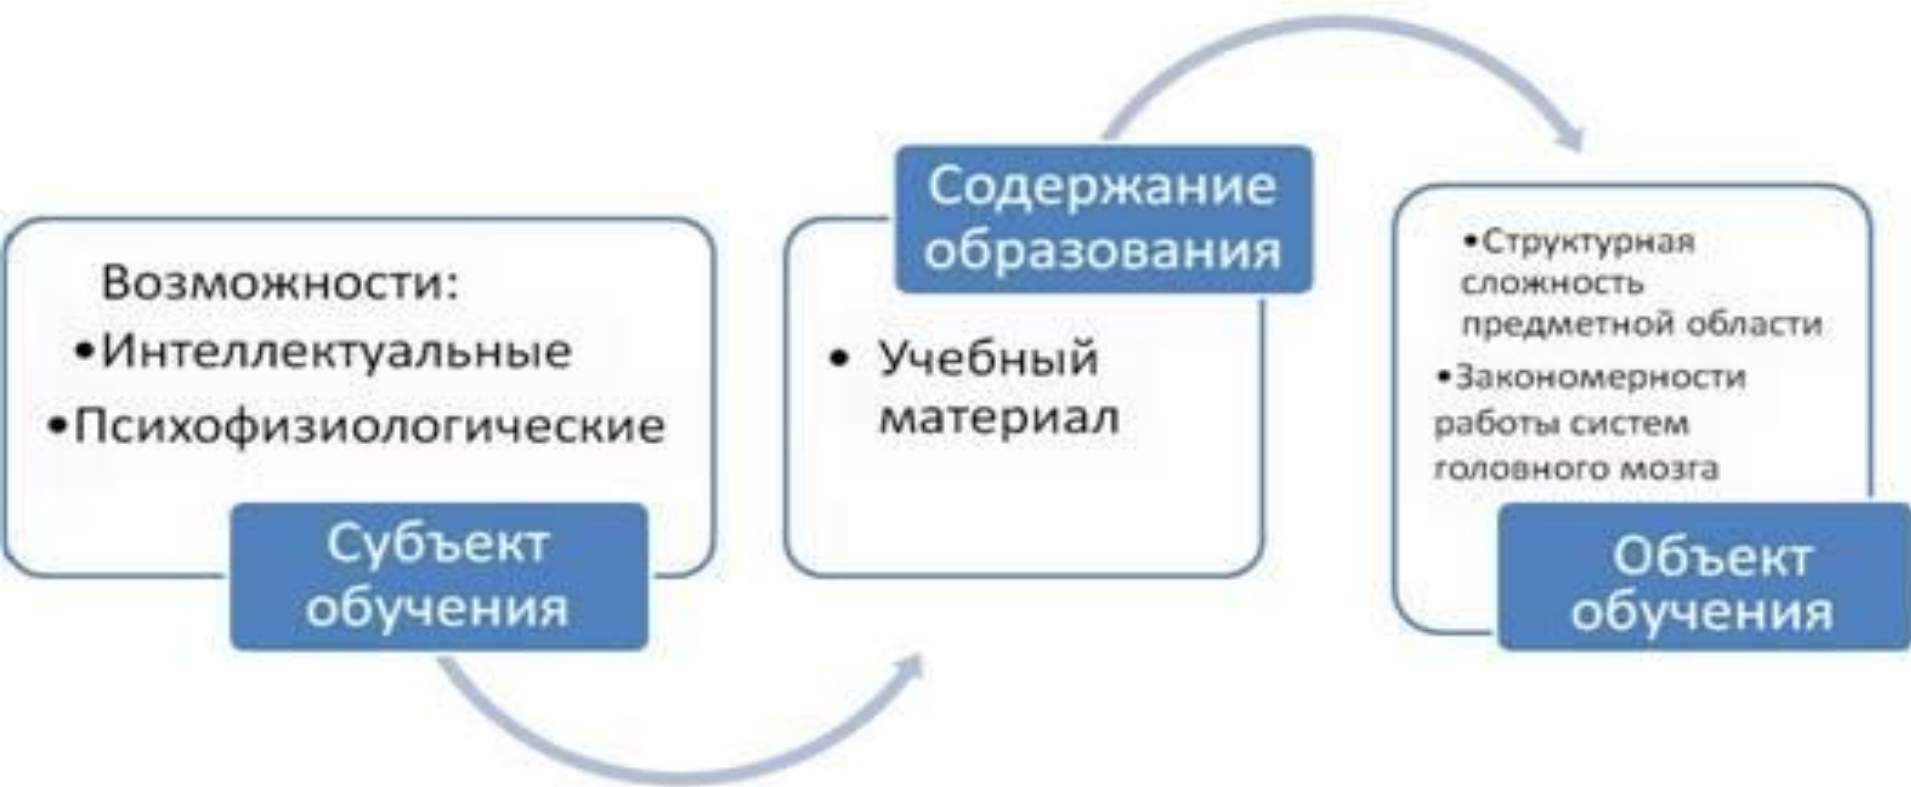 Возможности:
•Интеллектуальные
•Психофизиологические
Субъект
обучения
Содержание
образования
• Учебный
материал
•Структурная
сложность
предметной области
•Закономерности
работы систем
головного мозга
Объект
обучения